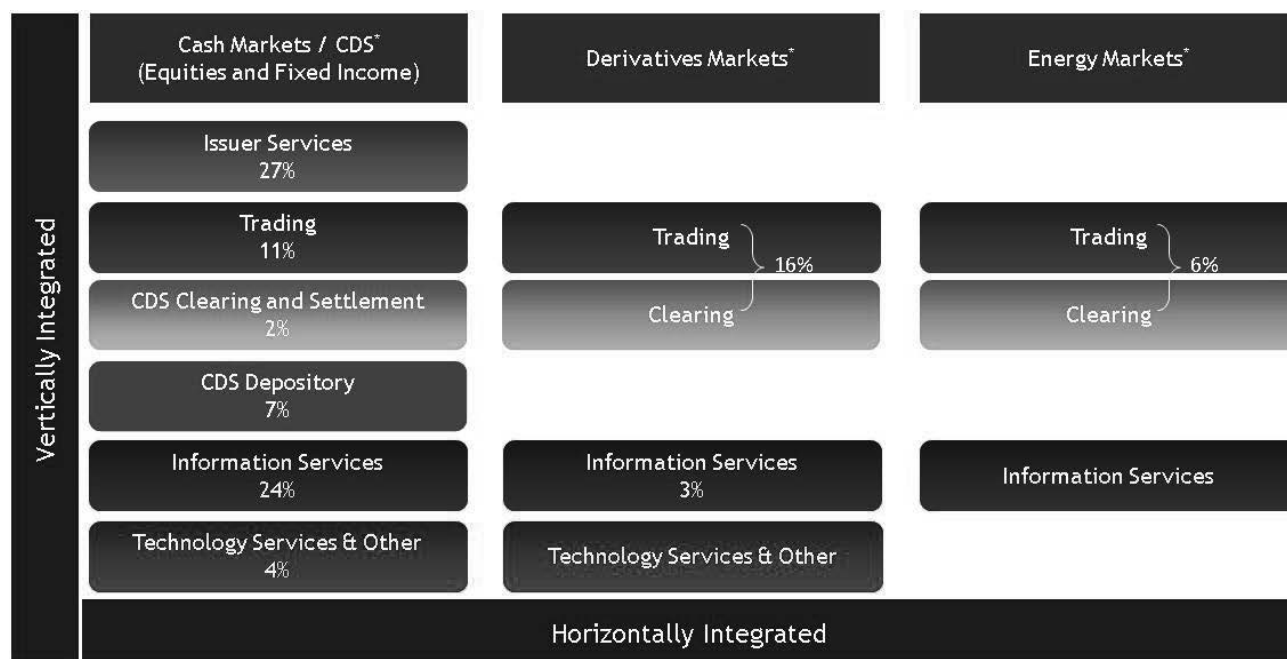 Vertically Integrated
Cash Markets / CDS*
(Equities and Fixed Income)
Derivatives Markets*
Energy Markets*
Issuer Services
27%
Trading
11%
Trading
16%
Trading
6%
CDS Clearing and Settlement
2%
Clearing
Clearing
CDS Depository
7%
Information Services
24%
Information Services
3%
Information Services
Technology Services & Other
4%
Technology Services & Other
Horizontally Integrated